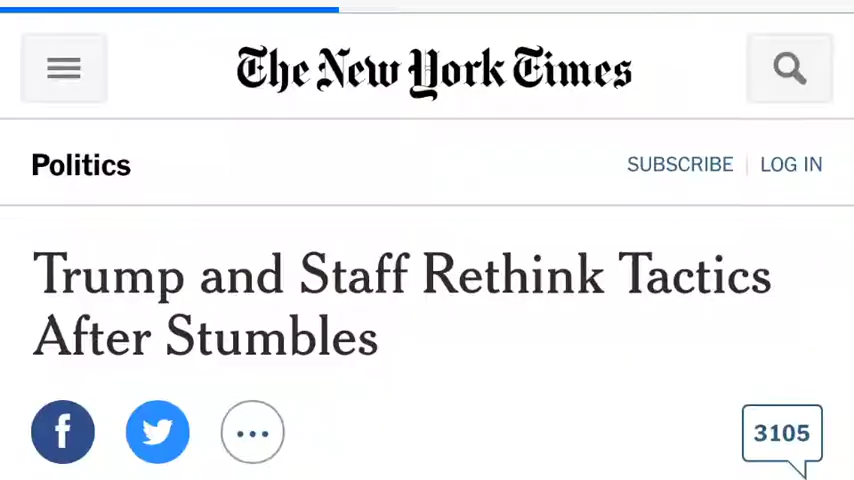 The New York Times
Politics
SUBSCRIBE | LOG IN
Trump and Staff Rethink Tactics
After Stumbles
3105